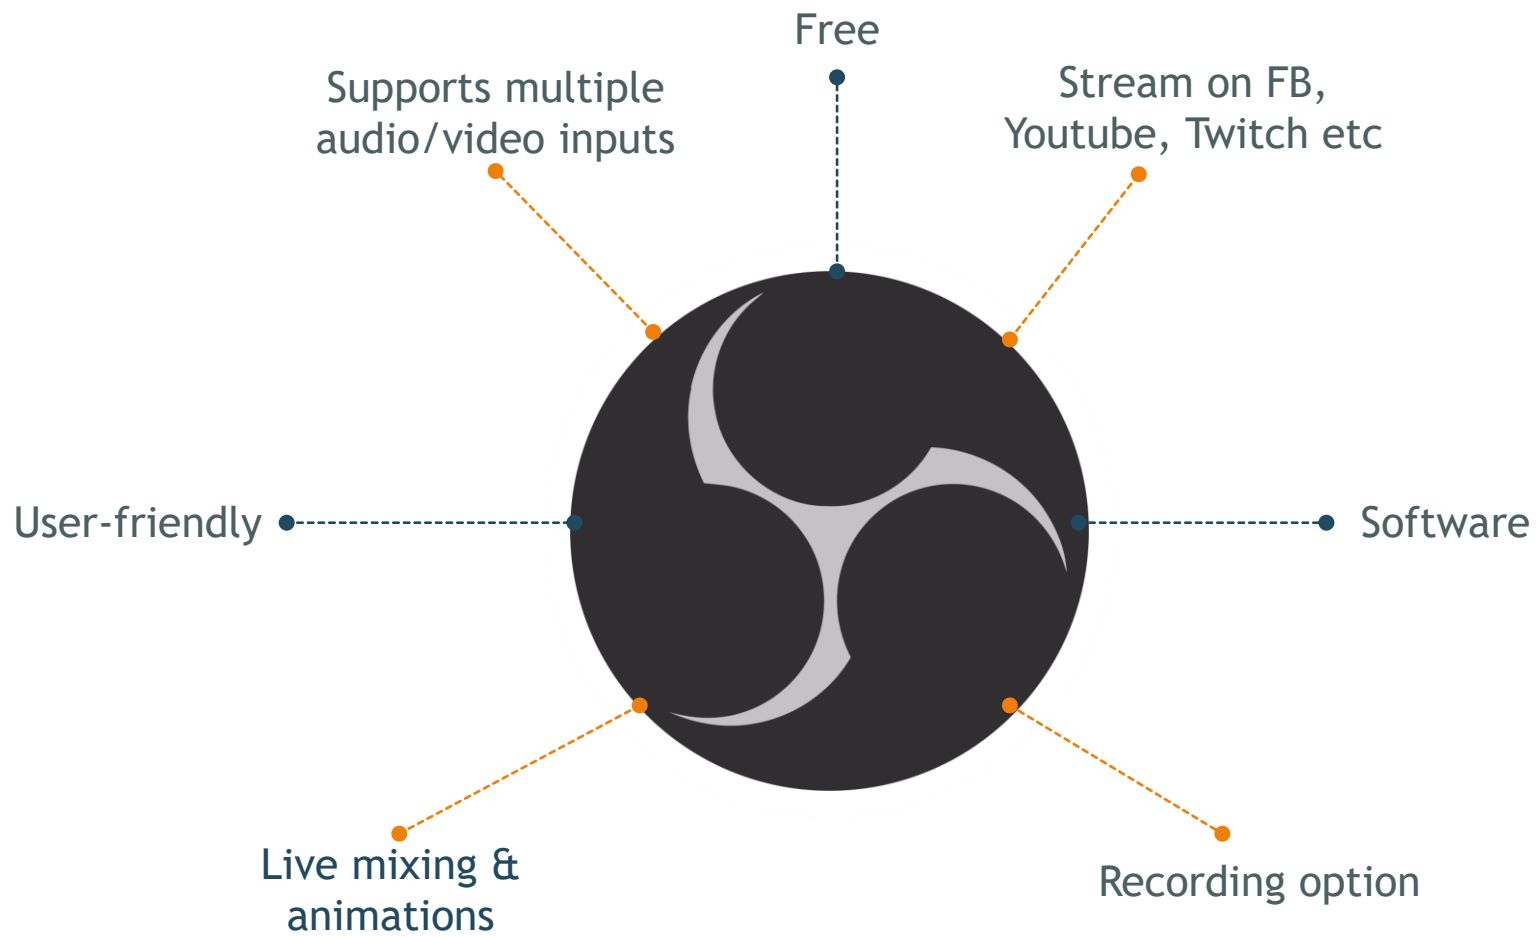 Free
Supports multiple
audio/video inputs
Stream on FB,
Youtube, Twitch etc
User-friendly
Software
Live mixing &
animations
Recording option